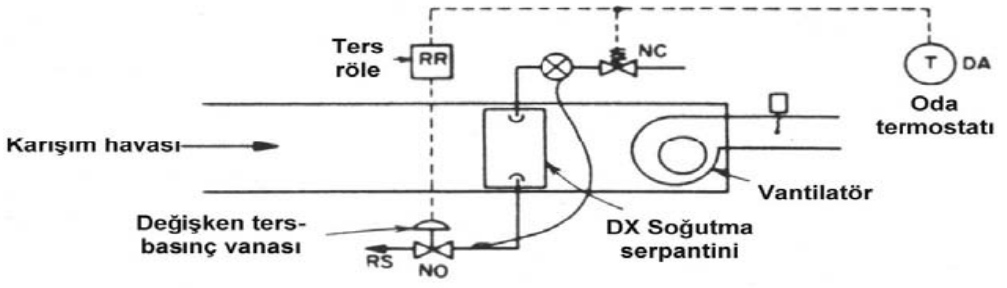 Ters
röle
RR
NC
T
DA
Oda
termostatı
Karışım havası
Vantilatör
Değişken ters-
basınç vanası
DX Soğutma
serpantini
RS
NO